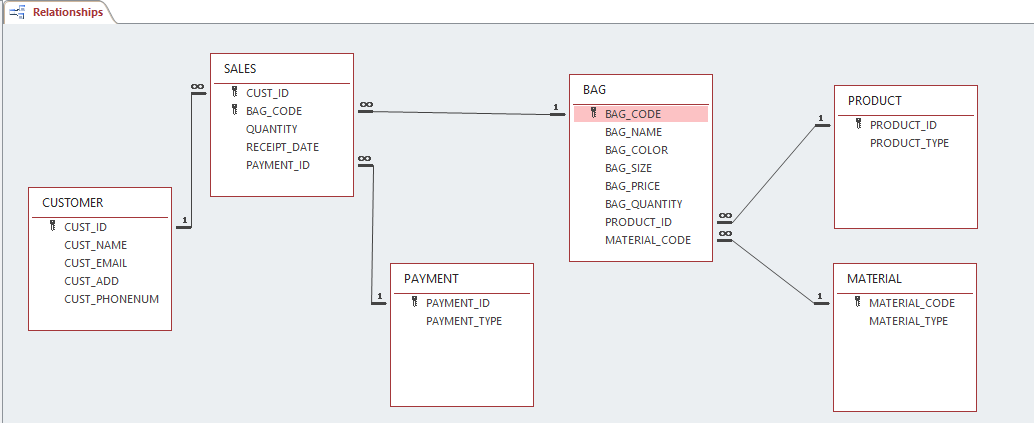 Relationships
SALES
CUST_ID
BAG_CODE
QUANTITY
RECEIPT_DATE
PAYMENT_ID
∞
∞
∞
1
BAG
BAG_CODE
BAG_NAME
BAG_COLOR
BAG_SIZE
BAG_PRICE
BAG_QUANTITY
PRODUCT_ID
MATERIAL_CODE
∞
∞
1
PRODUCT
PRODUCT_ID
PRODUCT_TYPE
CUSTOMER
CUST_ID
CUST_NAME
CUST_EMAIL
CUST_ADD
CUST_PHONENUM
1
1
PAYMENT
PAYMENT_ID
PAYMENT_TYPE
1
MATERIAL
MATERIAL_CODE
MATERIAL_TYPE